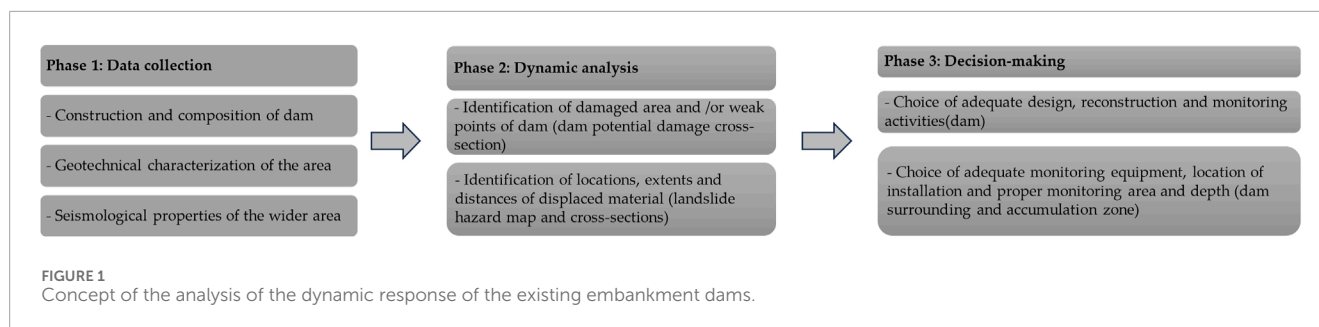 Phase 1: Data collection
- Construction and composition of dam
- Geotechnical characterization of the area
- Seismological properties of the wider area
Phase 2: Dynamic analysis
- Identification of damaged area and /or weak
points of dam (dam potential damage cross-
section)
- Identification of locations, extents and
distances of displaced material (landslide
hazard map and cross-sections)
Phase 3: Decision-making
- Choice of adequate design, reconstruction and monitoring
activities(dam)
- Choice of adequate monitoring equipment, location of
installation and proper monitoring area and depth (dam
surrounding and accumulation zone)
FIGURE 1
Concept of the analysis of the dynamic response of the existing embankment dams.